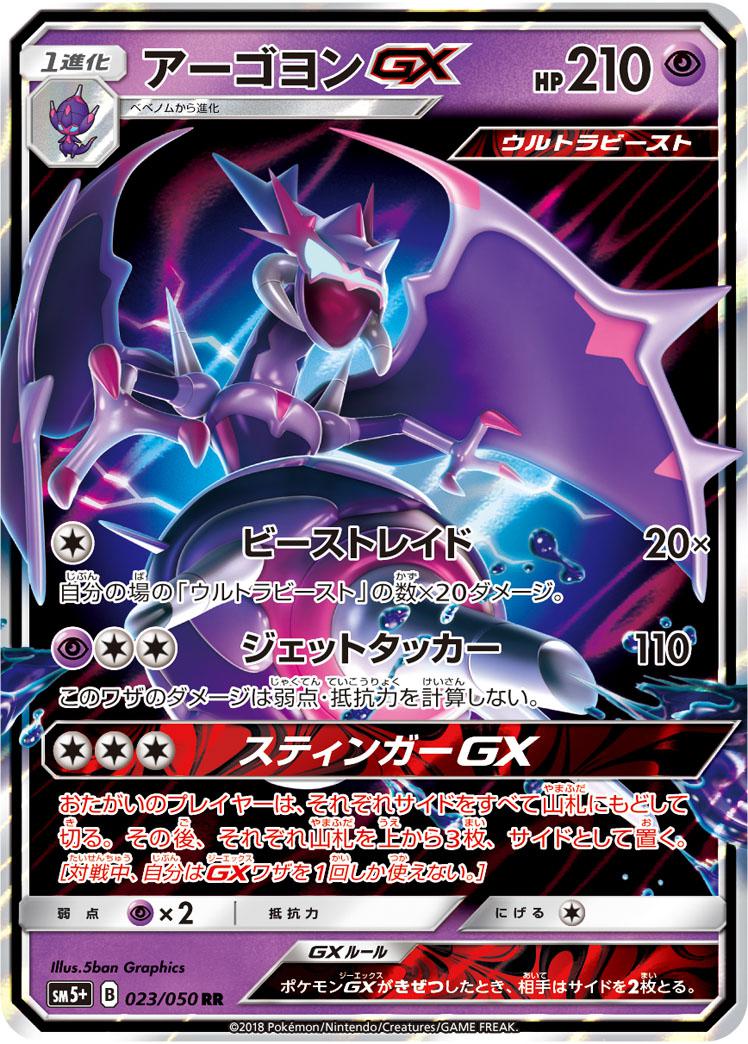 1進化
アーゴヨンGX
HP210
ベベノムから進化
ウルトラビースト
ビーストレイド 20×
自分の場の「ウルトラビースト」の数×20ダメージ。
ジェットタッカー 110
このワザのダメージは弱点・抵抗力を計算しない。
スティンガーGX
おたがいのプレイヤーは、それぞれサイドをすべて山札にもどして
切る。その後、それぞれ山札を上から3枚、サイドとして置く。
[対戦中、自分はGXワザを1回しか使えない。]
弱点 ×2 抵抗力 にげる
Illus.5ban Graphics
GXルール
ポケモンGXがきぜつしたとき、相手はサイドを2枚とる。
SM5+ B 023/050 RR
©2018 Pokémon/Nintendo/Creatures/GAME FREAK.